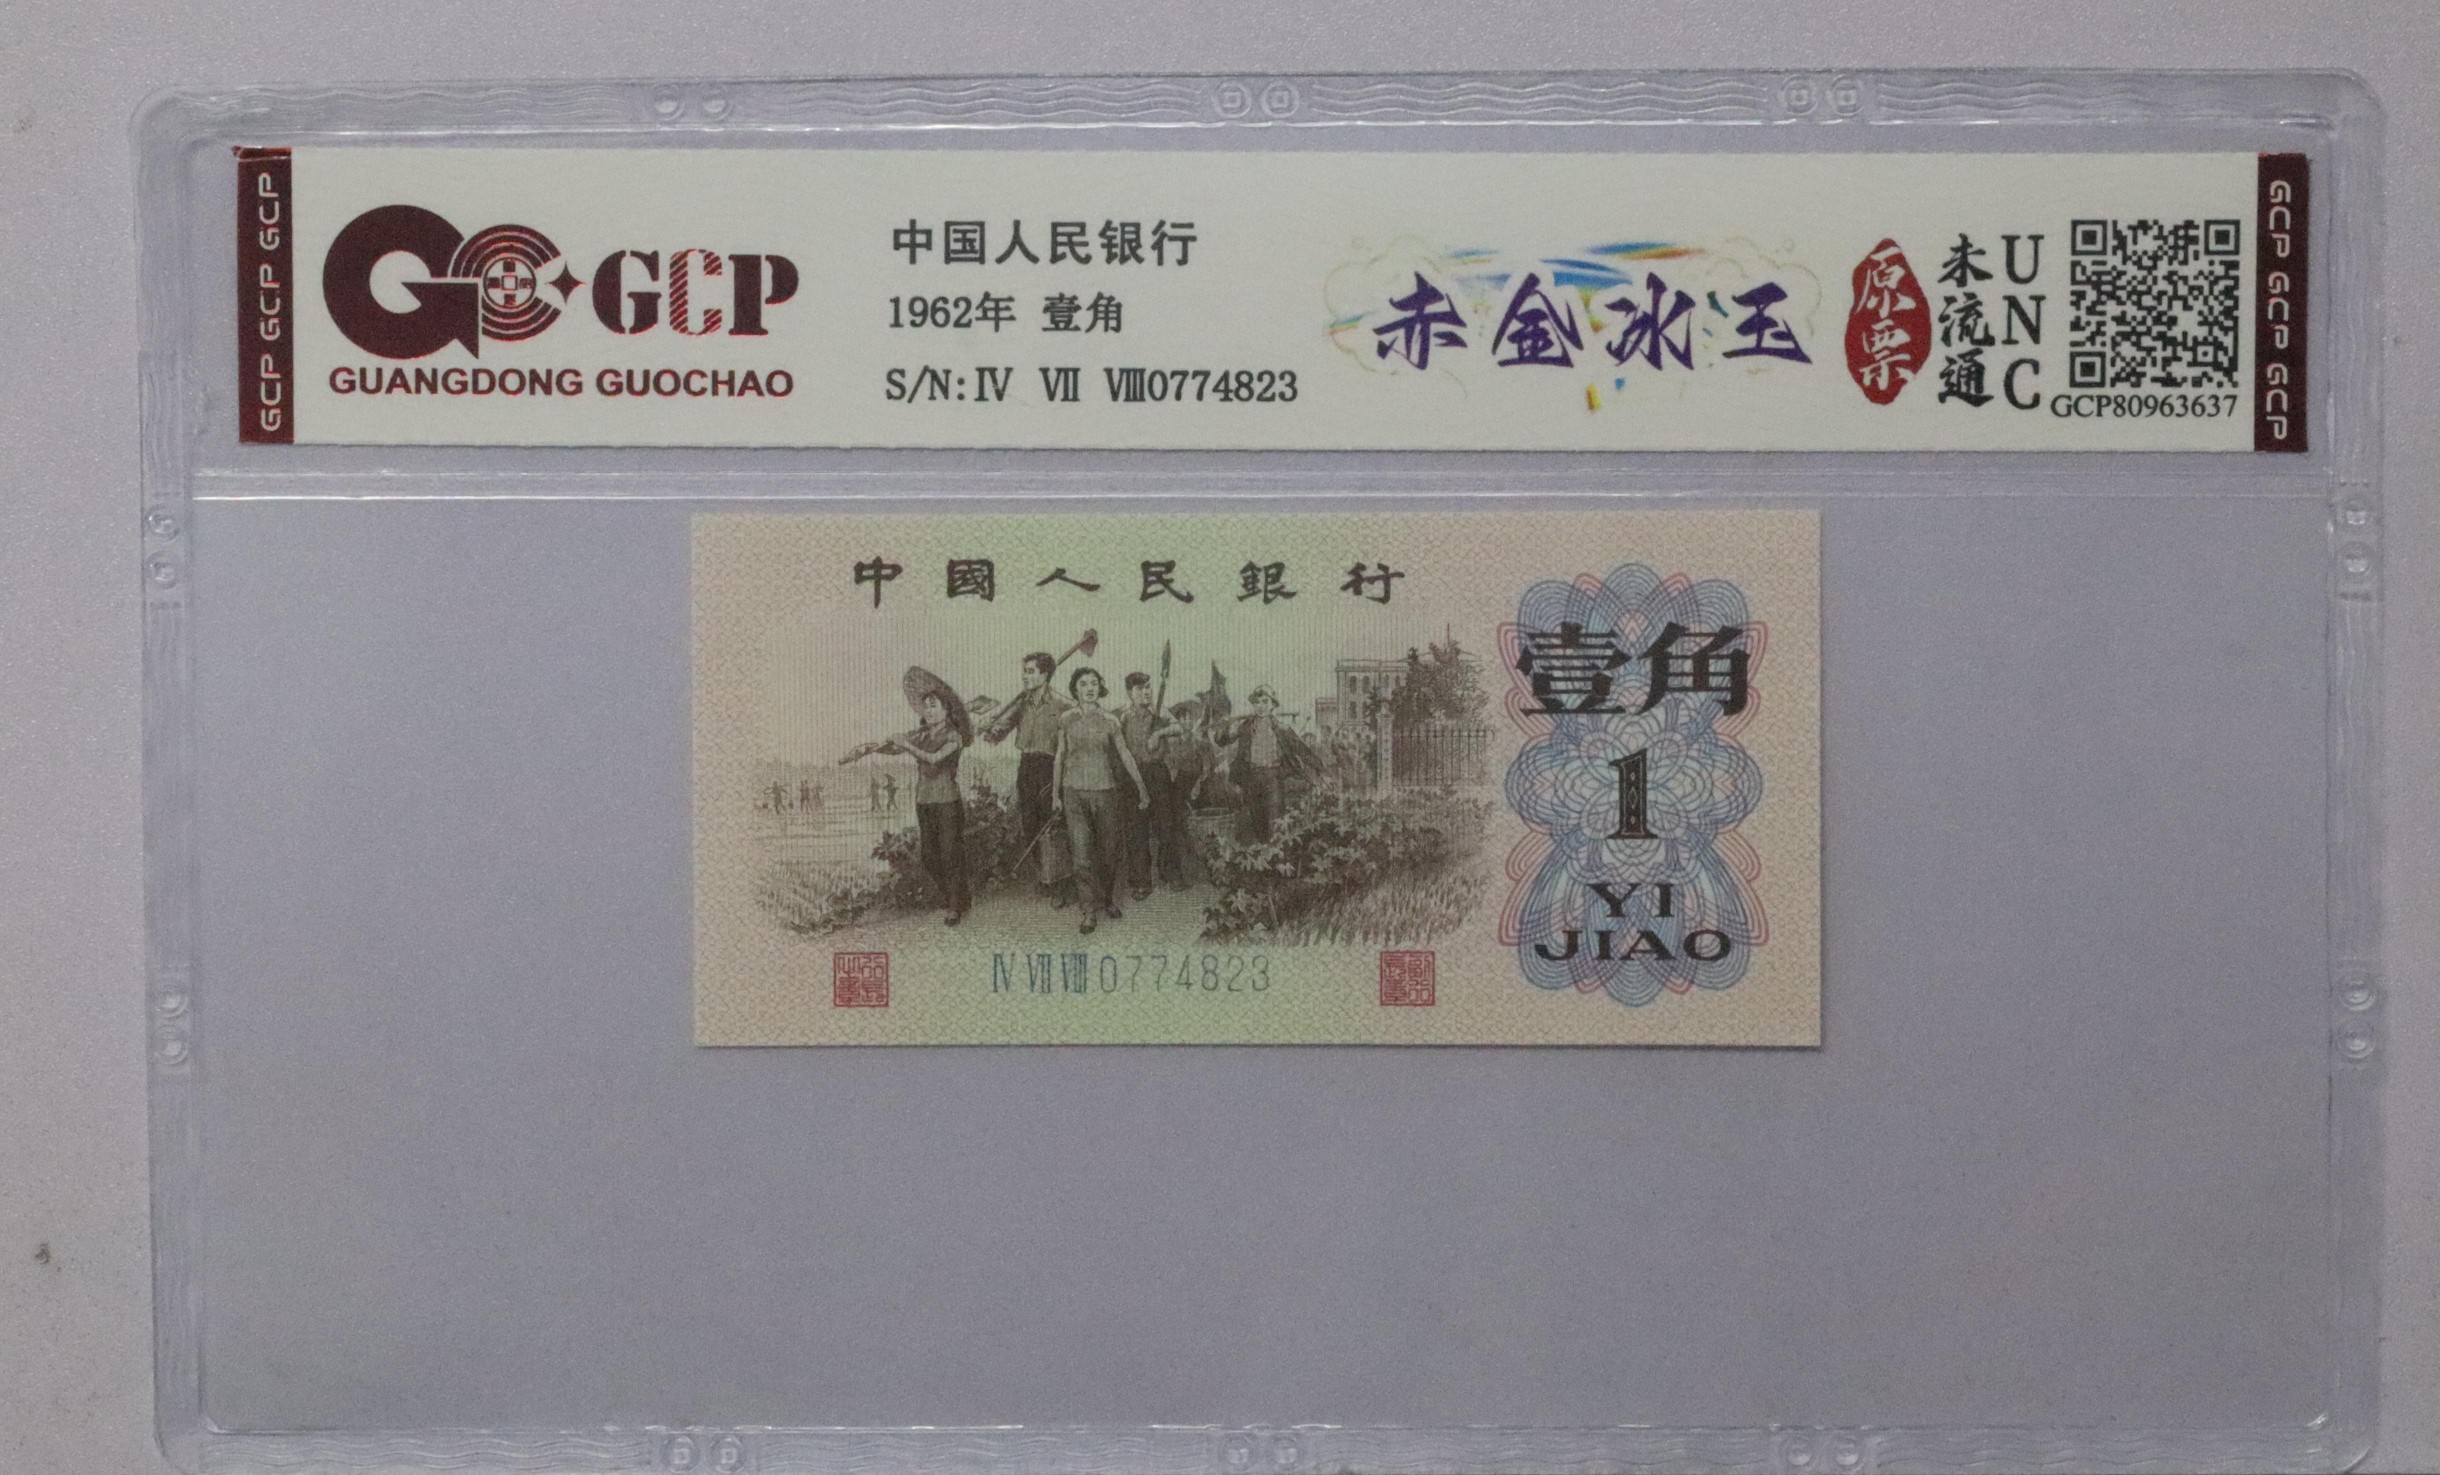 GCP GCP GCP
GCP
GUANGDONG GUOCHAO
中国人民银行
1962年 壹角
S/N: Ⅳ Ⅶ Ⅷ0774823
赤金冰玉
原票
未流通
UNC
GCP80963637
GCP GCP GCP
中國人民銀行
壹角
1
YI
JIAO
Ⅳ Ⅶ Ⅷ 0774823